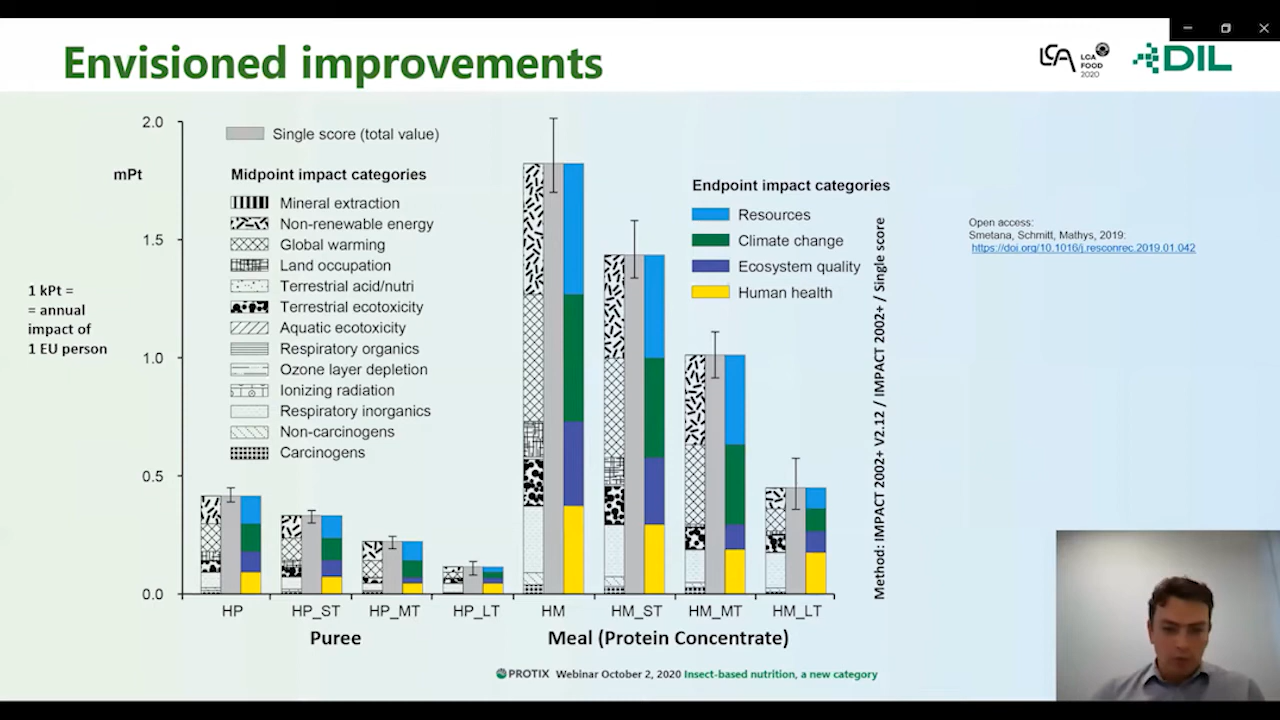 Envisioned improvements
LCA
LCA
FOOD
2020
DIL
2.0
mPt
1.5
1.0
0.5
0.0
1 kPt =
= annual
impact of
1 EU person
Single score (total value)
Midpoint impact categories
Mineral extraction
Non-renewable energy
Global warming
Land occupation
Terrestrial acid/nutri
Terrestrial ecotoxicity
Aquatic ecotoxicity
Respiratory organics
Ozone layer depletion
Ionizing radiation
Respiratory inorganics
Non-carcinogens
Carcinogens
Endpoint impact categories
Resources
Climate change
Ecosystem quality
Human health
Method: IMPACT 2002+ V2.12 / IMPACT 2002+ / Single score
Open access:
Smetana, Schmitt, Mathys, 2019:
https://doi.org/10.1016/j.resconrec.2019.01.042
HP HP_ST HP_MT HP_LT HM HM_ST HM_MT HM_LT
Puree Meal (Protein Concentrate)
PROTIX Webinar October 2, 2020 Insect-based nutrition, a new category